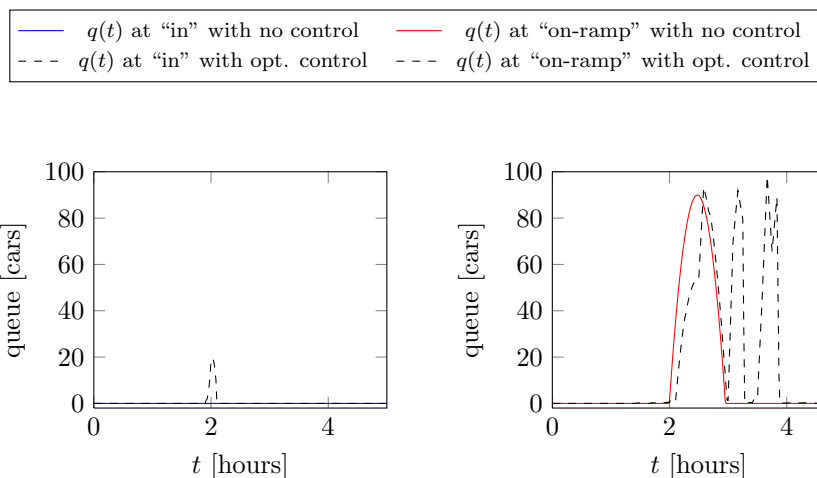 q(t) at “in” with no control q(t) at “on-ramp” with no control
q(t) at “in” with opt. control q(t) at “on-ramp” with opt. control
100
80
60
40
20
0
queue [cars]
0 2 4
t [hours]
100
80
60
40
20
0
queue [cars]
0 2 4
t [hours]